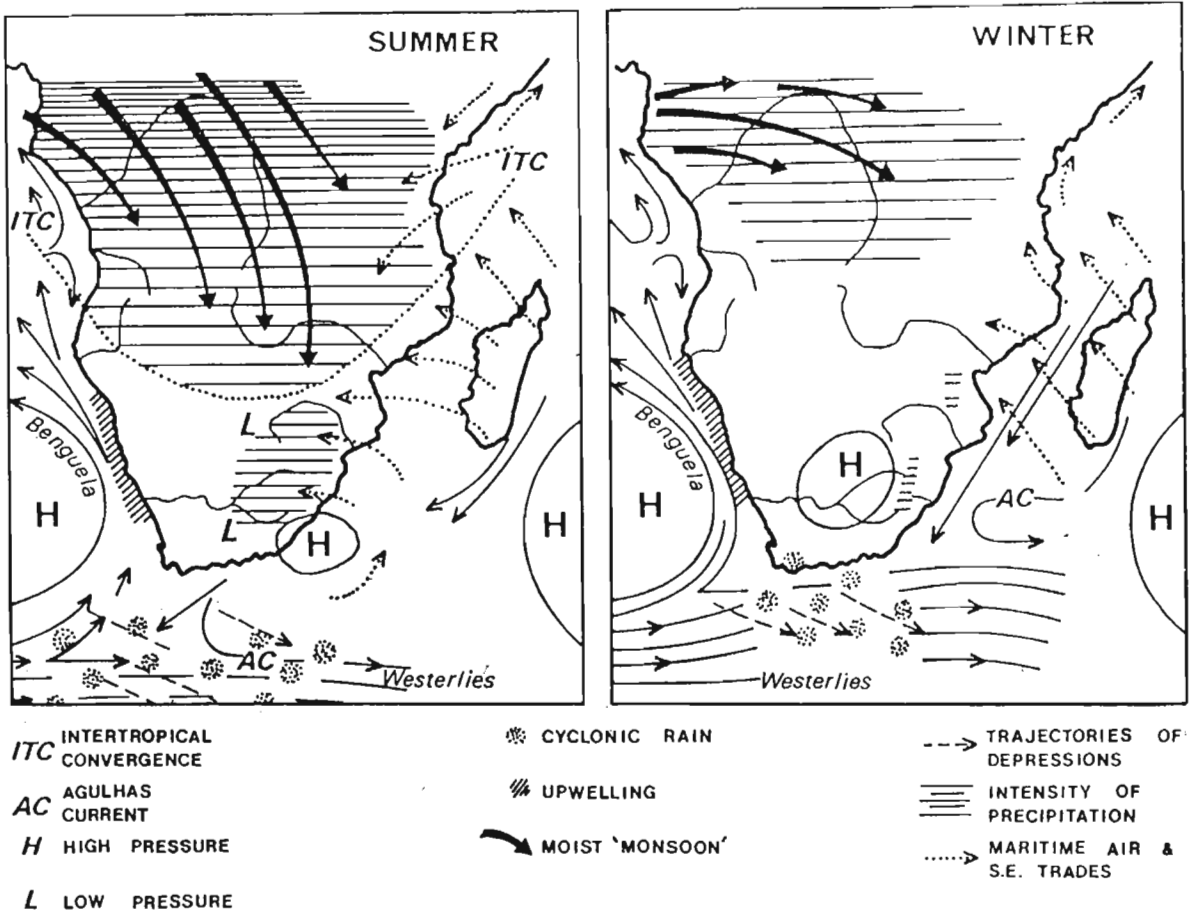 SUMMER
ITC
ITC
Benguela
H
L
L
H
H
AC
Westerlies
WINTER
Benguela
H
H
AC
H
Westerlies
ITC INTERTROPICAL
CONVERGENCE
AC AGULHAS
CURRENT
H HIGH PRESSURE
L LOW PRESSURE
CYCLONIC RAIN
UPWELLING
MOIST 'MONSOON'
TRAJECTORIES OF
DEPRESSIONS
INTENSITY OF
PRECIPITATION
MARITIME AIR &
S.E. TRADES